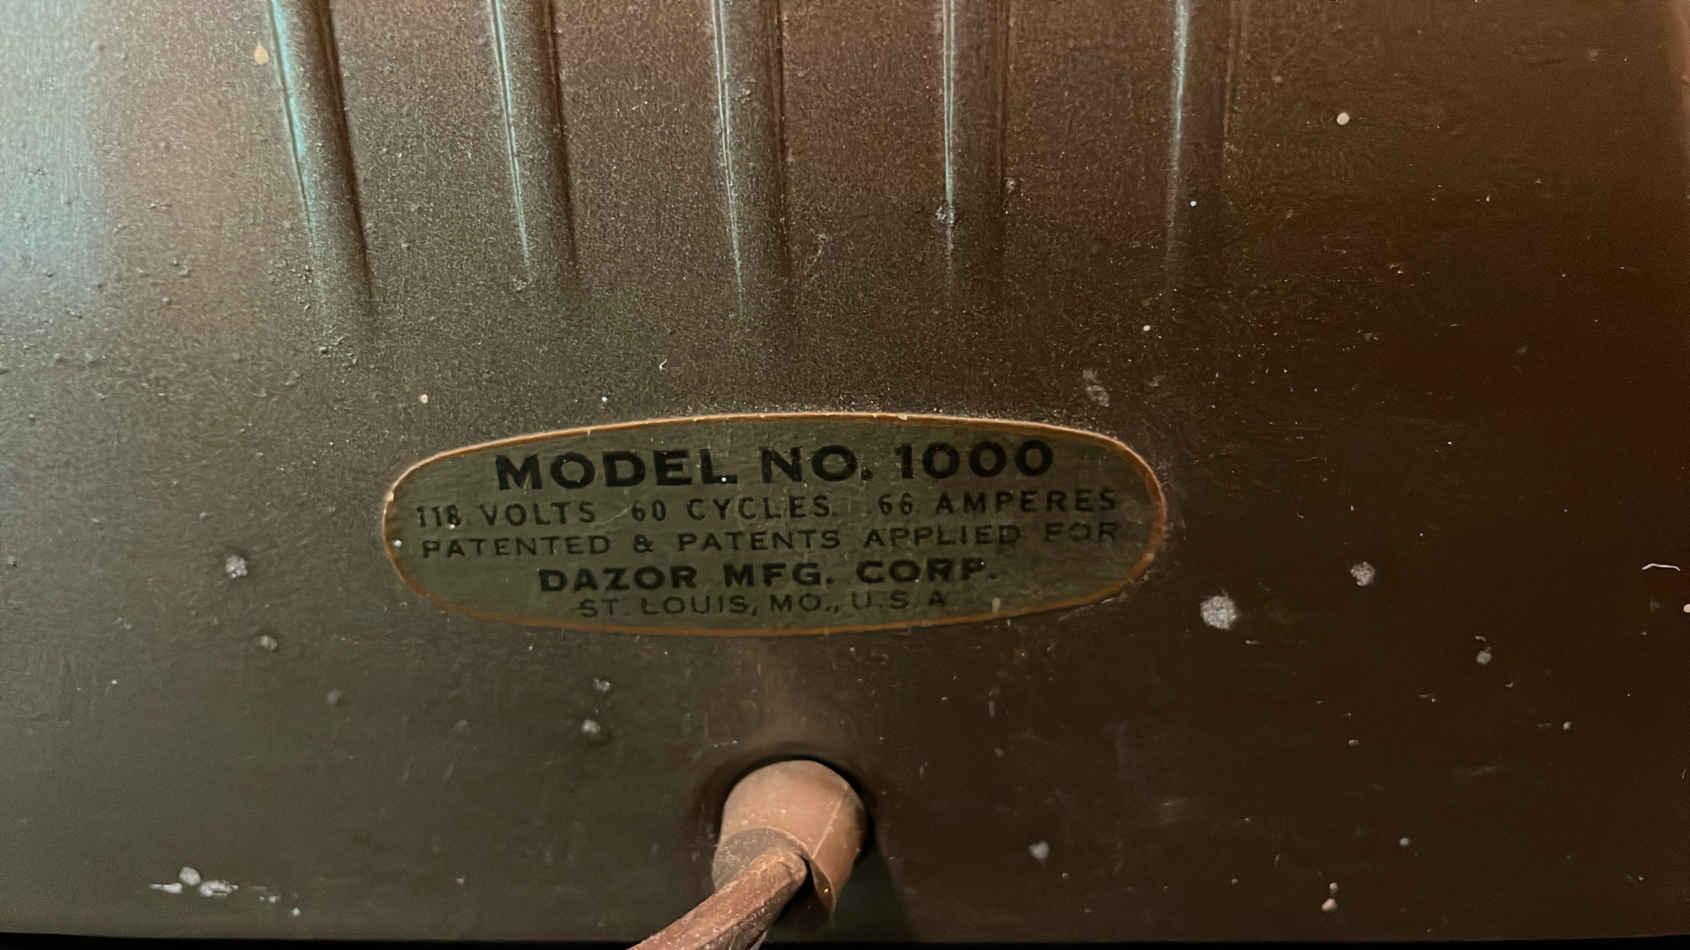 MODEL NO. 1000
118 VOLTS 60 CYCLES .66 AMPERES
PATENTED & PATENTS APPLIED FOR
DAZOR MFG. CORP.
ST. LOUIS, MO., U.S.A.